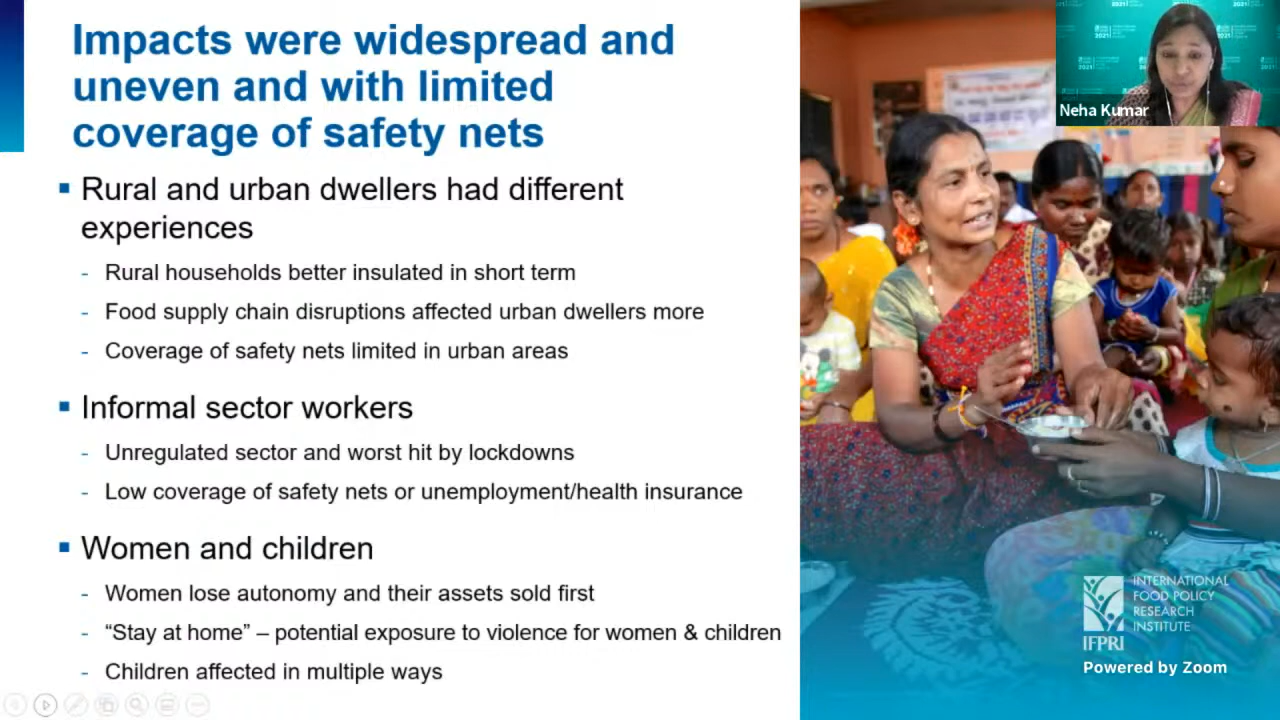 Impacts were widespread and
uneven and with limited
coverage of safety nets
Rural and urban dwellers had different
experiences
- Rural households better insulated in short term
- Food supply chain disruptions affected urban dwellers more
- Coverage of safety nets limited in urban areas
Informal sector workers
- Unregulated sector and worst hit by lockdowns
- Low coverage of safety nets or unemployment/health insurance
Women and children
- Women lose autonomy and their assets sold first
- “Stay at home” – potential exposure to violence for women & children
- Children affected in multiple ways
Neha Kumar
INTERNATIONAL
FOOD POLICY
RESEARCH
INSTITUTE
IFPRI
Powered by Zoom